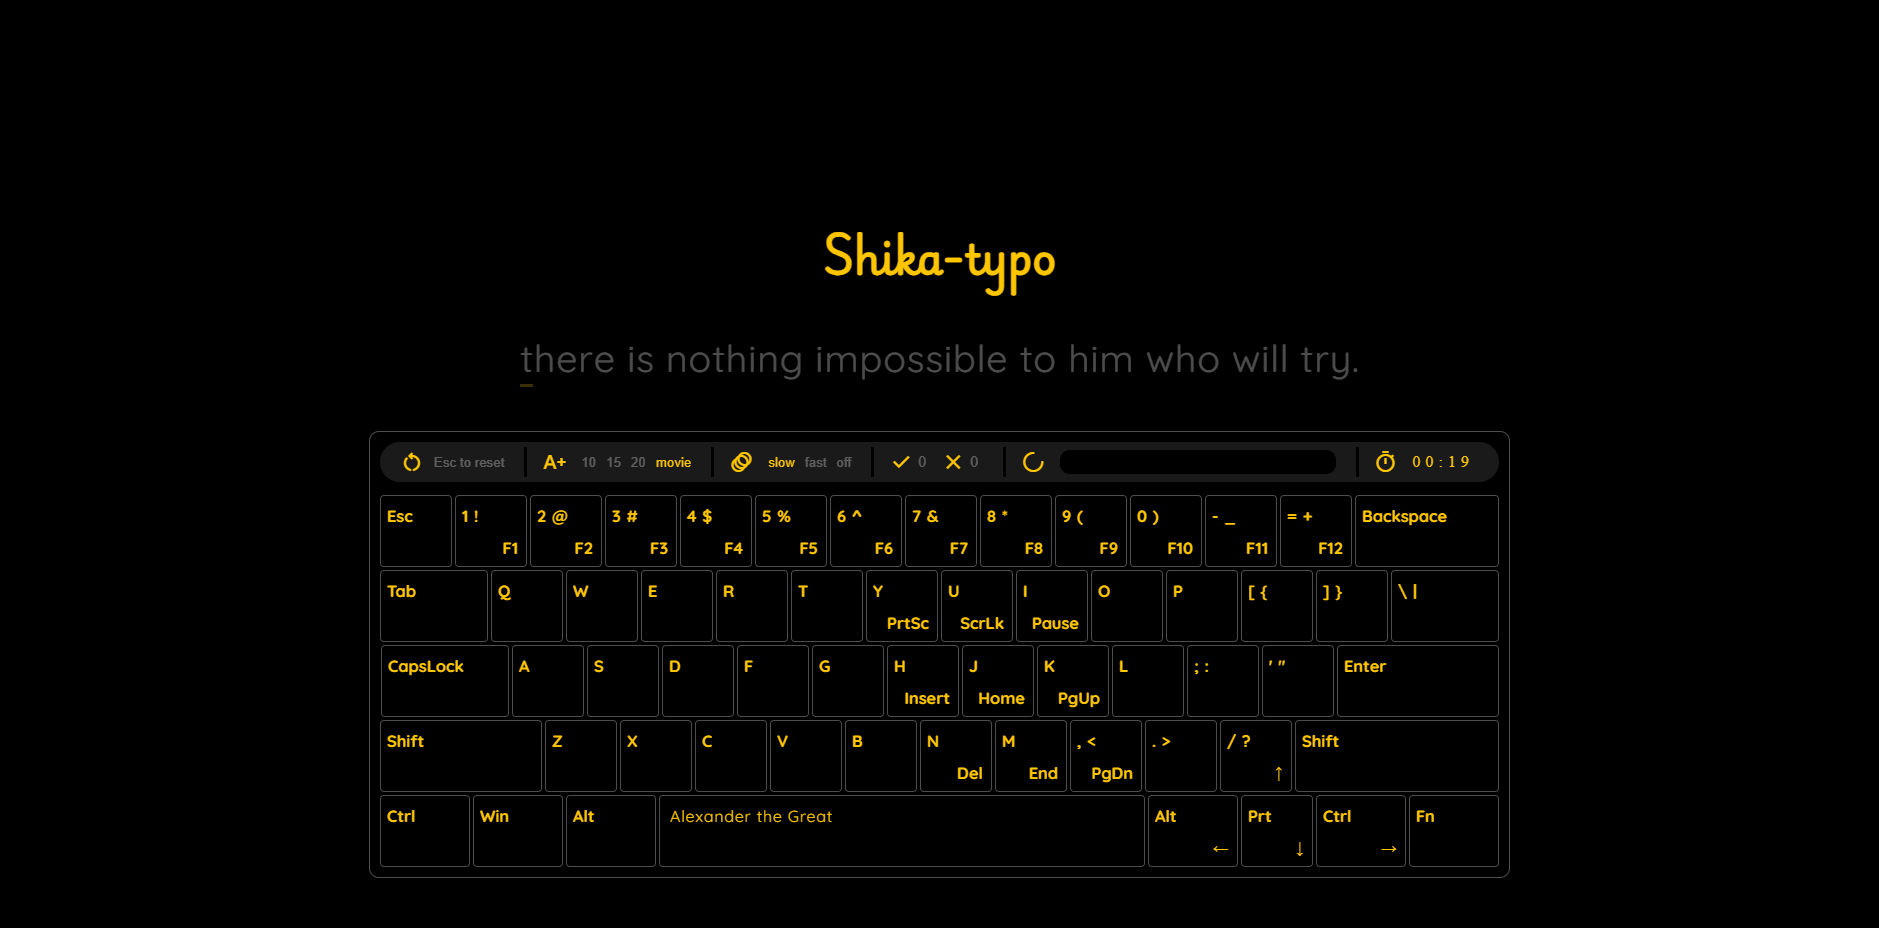 Shika-typo
there is nothing impossible to him who will try.
Esc to reset A+ 10 15 20 movie slow fast off 0 0 00:19
Esc 1 ! 2 @ 3 # 4 $ 5 % 6 ^ 7 & 8 * 9 ( 0 ) - _ = + Backspace
F1 F2 F3 F4 F5 F6 F7 F8 F9 F10 F11 F12
Tab Q W E R T Y U I O P [ { ] } \ |
PrtSc ScrLk Pause
CapsLock A S D F G H J K L ; : ' " Enter
Insert Home PgUp
Shift Z X C V B N M , < . > / ? Shift
Del End PgDn ↑
Ctrl Win Alt Alexander the Great Alt Prt Ctrl Fn
← ↓ →